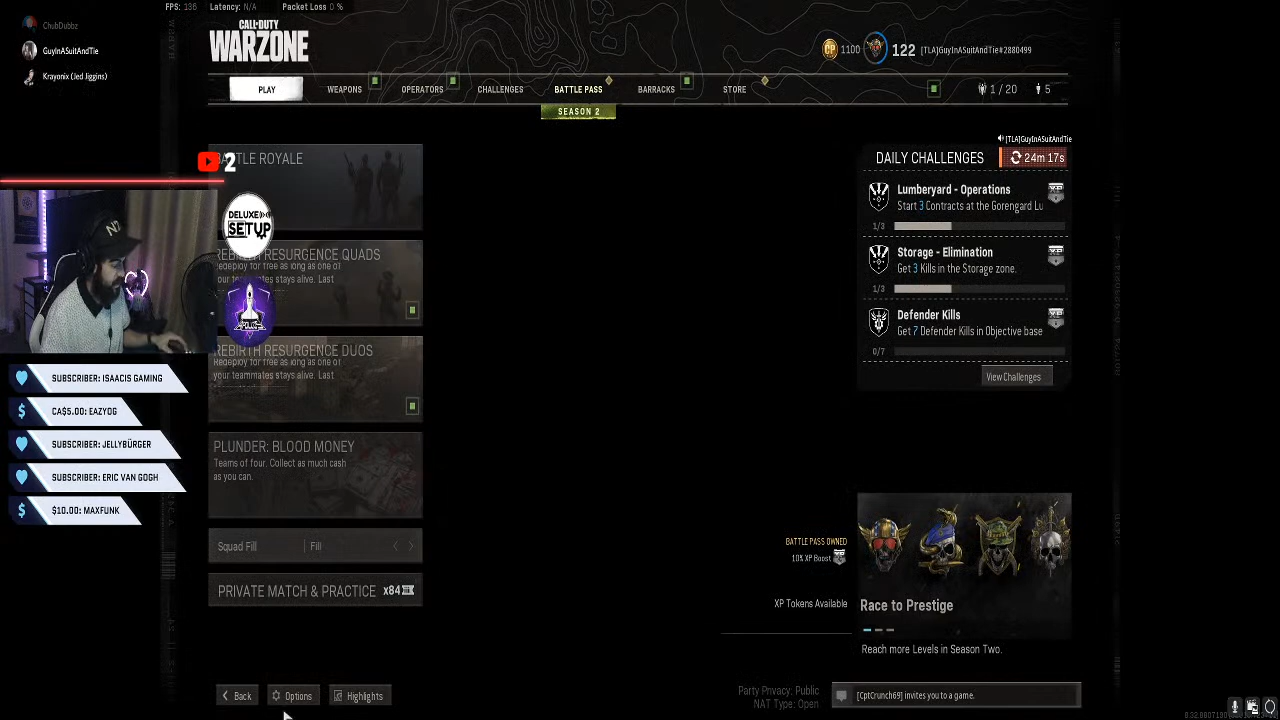 FPS: 136 Latency: N/A Packet Loss 0 %
ChubDubbz
GuyInASuitAndTie
Krayonix (Jed Jiggins)
CALL OF DUTY
WARZONE
CP 1100 122 [TLA]GuyInASuitAndTie#2880499
PLAY WEAPONS OPERATORS CHALLENGES BATTLE PASS BARRACKS STORE 1 / 20 5
SEASON 2
[TLA]GuyInASuitAndTie
DAILY CHALLENGES 24m 17s
Lumberyard - Operations
Start 3 Contracts at the Gorengard Lu
1/3
Storage - Elimination
Get 3 Kills in the Storage zone.
1/3
Defender Kills
Get 7 Defender Kills in Objective base
0/7
View Challenges
BATTLE ROYALE
2
DELUXE
SETUP
REBIRTH RESURGENCE QUADS
Redeploy for free as long as one of
your teammates stays alive. Last
REBIRTH RESURGENCE DUOS
Redeploy for free as long as one of
your teammates stays alive. Last
PLUNDER: BLOOD MONEY
Teams of four. Collect as much cash
as you can.
Squad Fill Fill
PRIVATE MATCH & PRACTICE x84
SUBSCRIBER: ISAACIS GAMING
CA$5.00: EAZYDG
SUBSCRIBER: JELLYBÜRGER
SUBSCRIBER: ERIC VAN GOGH
$10.00: MAXFUNK
BATTLE PASS OWNED
10% XP Boost
XP Tokens Available
Race to Prestige
Reach more Levels in Season Two.
Back Options Highlights
Party Privacy: Public
NAT Type: Open
[CptCrunch69] invites you to a game.